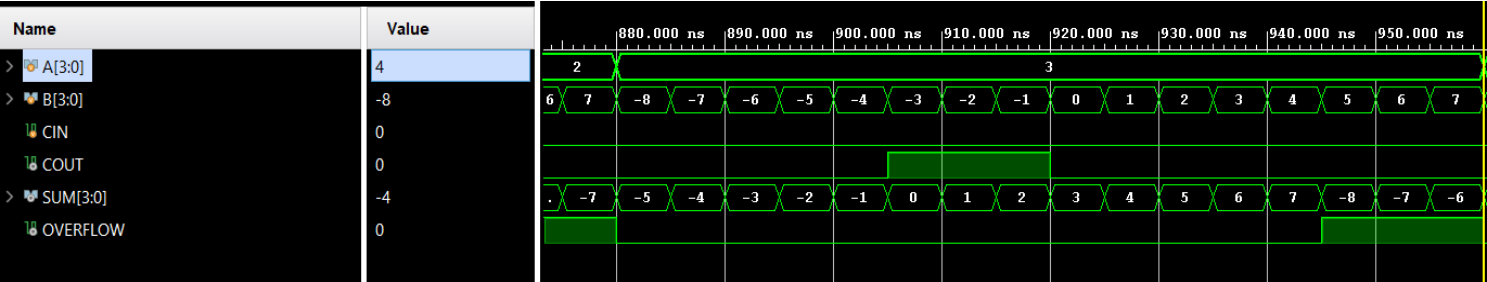 Name Value
880.000 ns 890.000 ns 900.000 ns 910.000 ns 920.000 ns 930.000 ns 940.000 ns 950.000 ns
A[3:0] 4 2 3
B[3:0] -8 6 7 -8 -7 -6 -5 -4 -3 -2 -1 0 1 2 3 4 5 6 7
CIN 0
COUT 0
SUM[3:0] -4 . -7 -5 -4 -3 -2 -1 0 1 2 3 4 5 6 7 -8 -7 -6
OVERFLOW 0